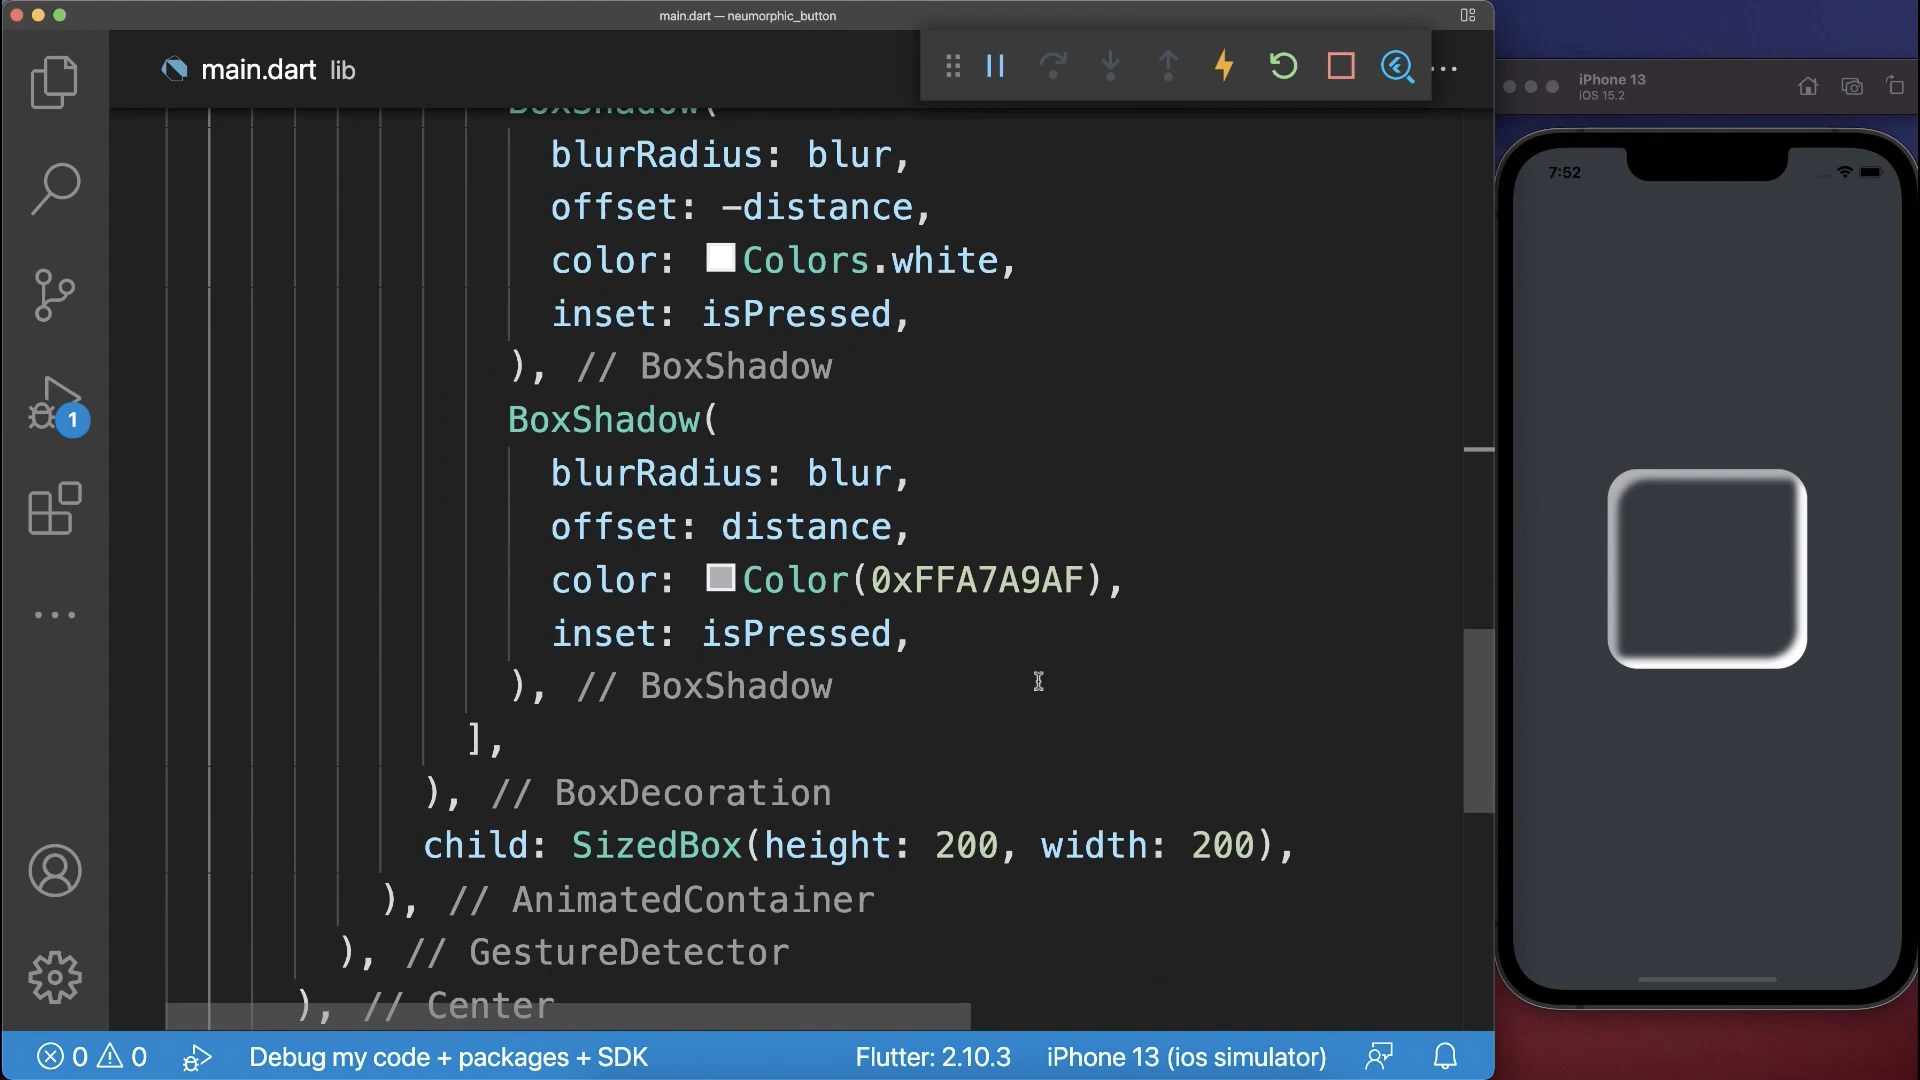 main.dart — neumorphic_button
main.dart lib
BoxShadow(
blurRadius: blur,
offset: -distance,
color: Colors.white,
inset: isPressed,
), // BoxShadow
BoxShadow(
blurRadius: blur,
offset: distance,
color: Color(0xFFA7A9AF),
inset: isPressed,
), // BoxShadow
],
), // BoxDecoration
child: SizedBox(height: 200, width: 200),
), // AnimatedContainer
), // GestureDetector
), // Center
1
0 0 Debug my code + packages + SDK Flutter: 2.10.3 iPhone 13 (ios simulator)
iPhone 13
iOS 15.2
7:52